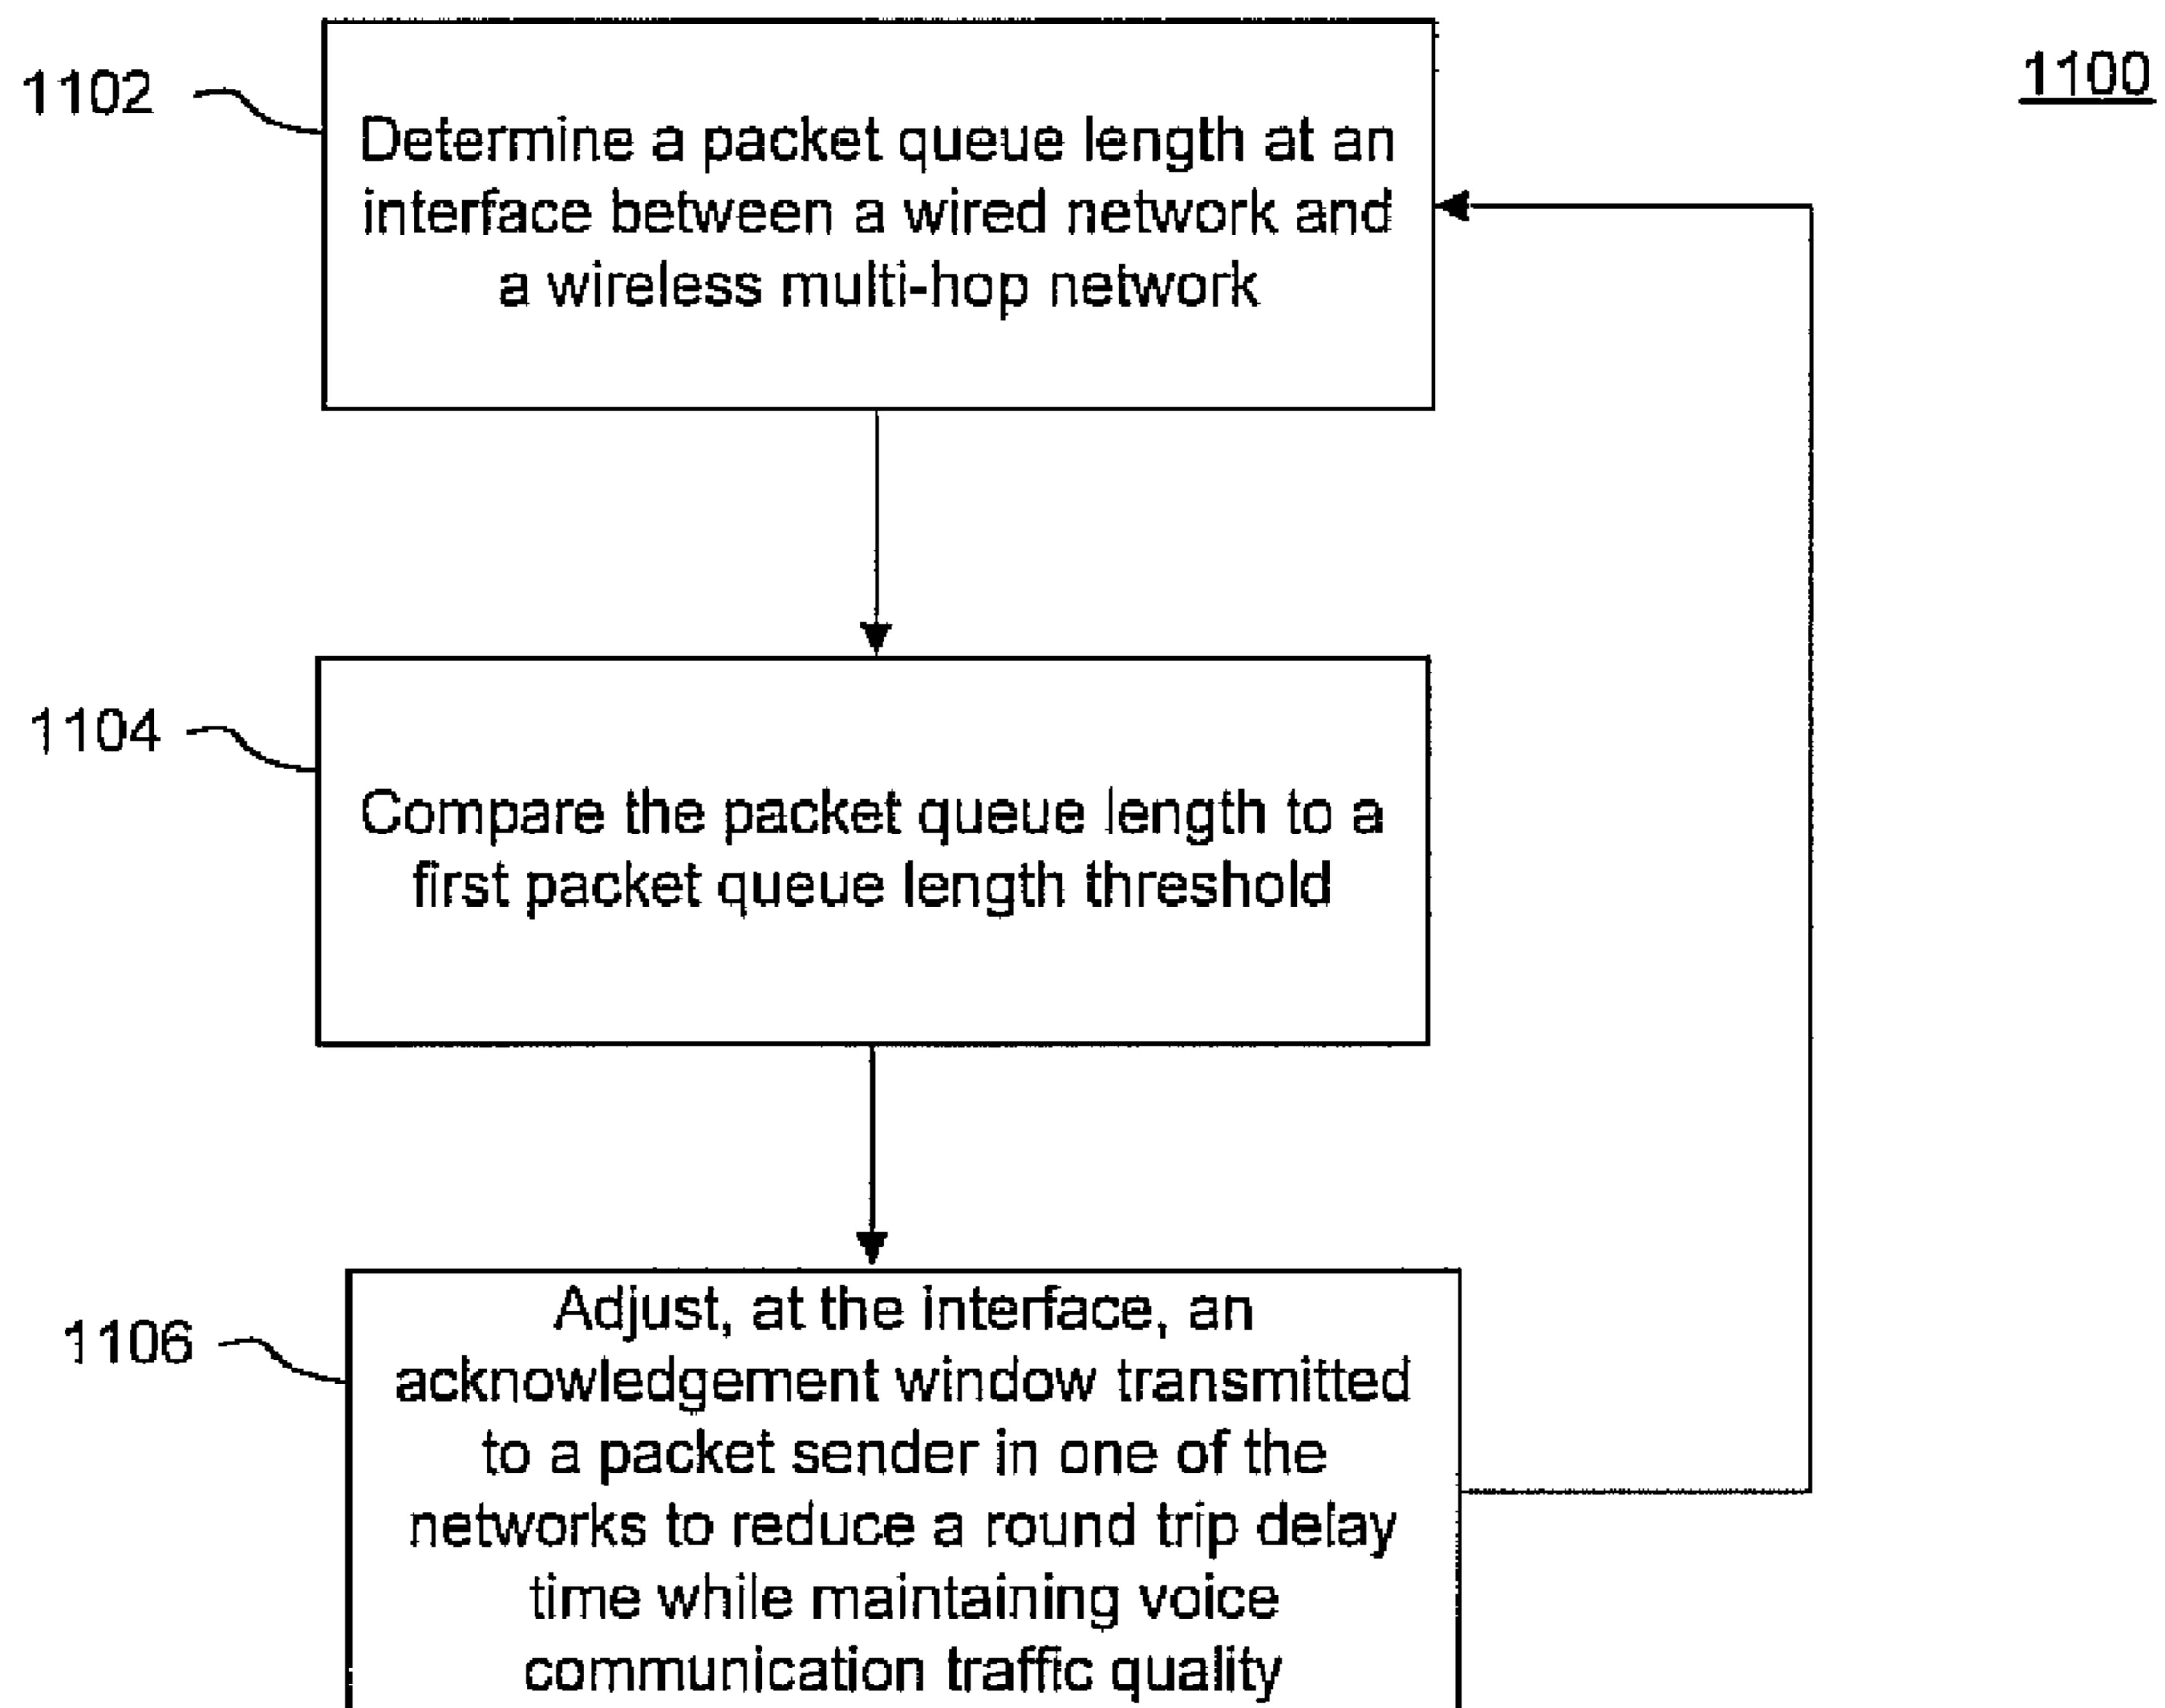 1100
1102
Determine a packet queue length at an
interface between a wired network and
a wireless multi-hop network
1104
Compare the packet queue length to a
first packet queue length threshold
1106
Adjust, at the interface, an
acknowledgement window transmitted
to a packet sender in one of the
networks to reduce a round trip delay
time while maintaining voice
communication traffic quality